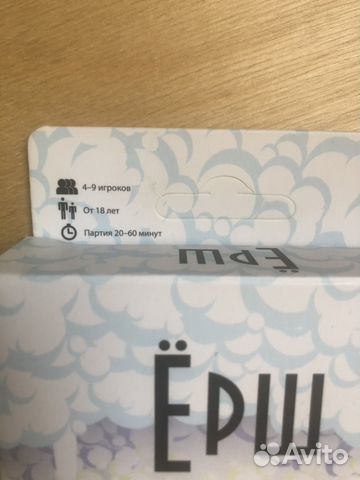 4–9 игроков
От 18 лет
Партия 20–60 минут
Ёрш
Ёрш
Avito